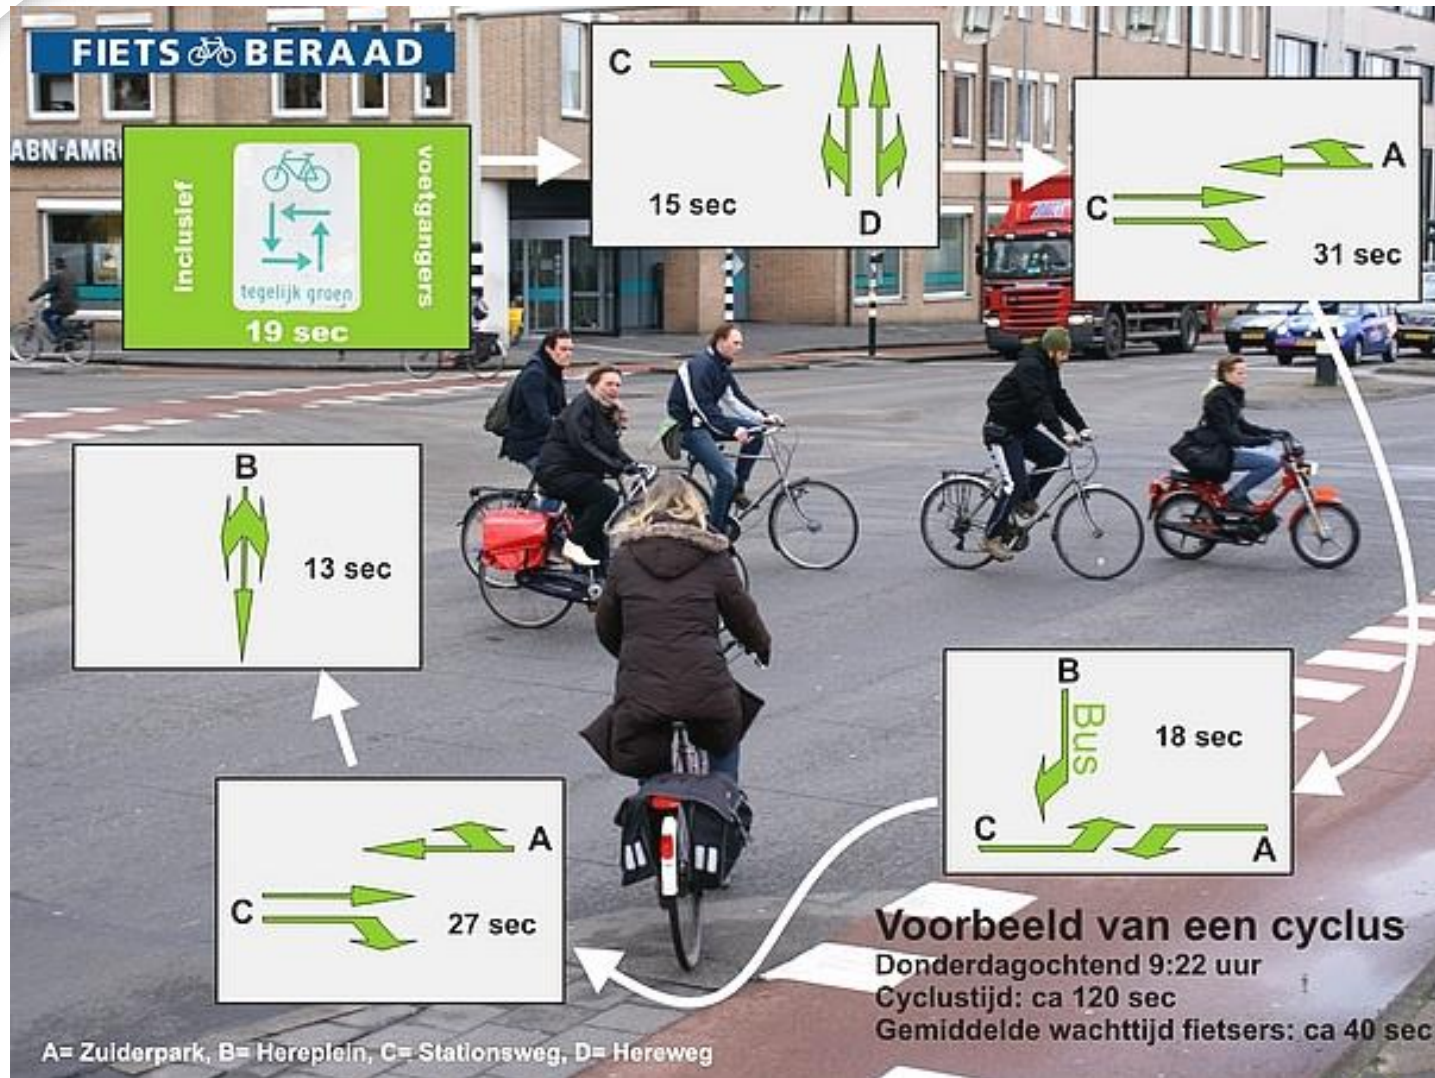 FIETS BERAAD
ABN·AMR
inclusief
voetgangers
tegelijk groen
19 sec
C
15 sec
D
A
C
31 sec
B
13 sec
B
Bus
18 sec
C
A
A
C
27 sec
Voorbeeld van een cyclus
Donderdagochtend 9:22 uur
Cyclustijd: ca 120 sec
Gemiddelde wachttijd fietsers: ca 40 sec
A= Zuiderpark, B= Hereplein, C= Stationsweg, D= Hereweg